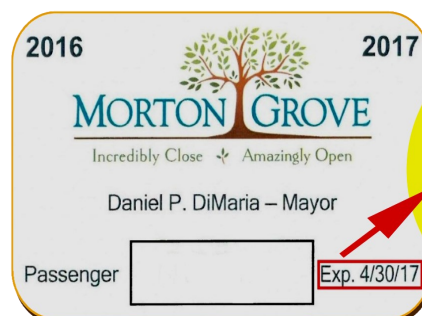 2016 2017
MORTON GROVE
Incredibly Close Amazingly Open
Daniel P. DiMaria – Mayor
Passenger Exp. 4/30/17